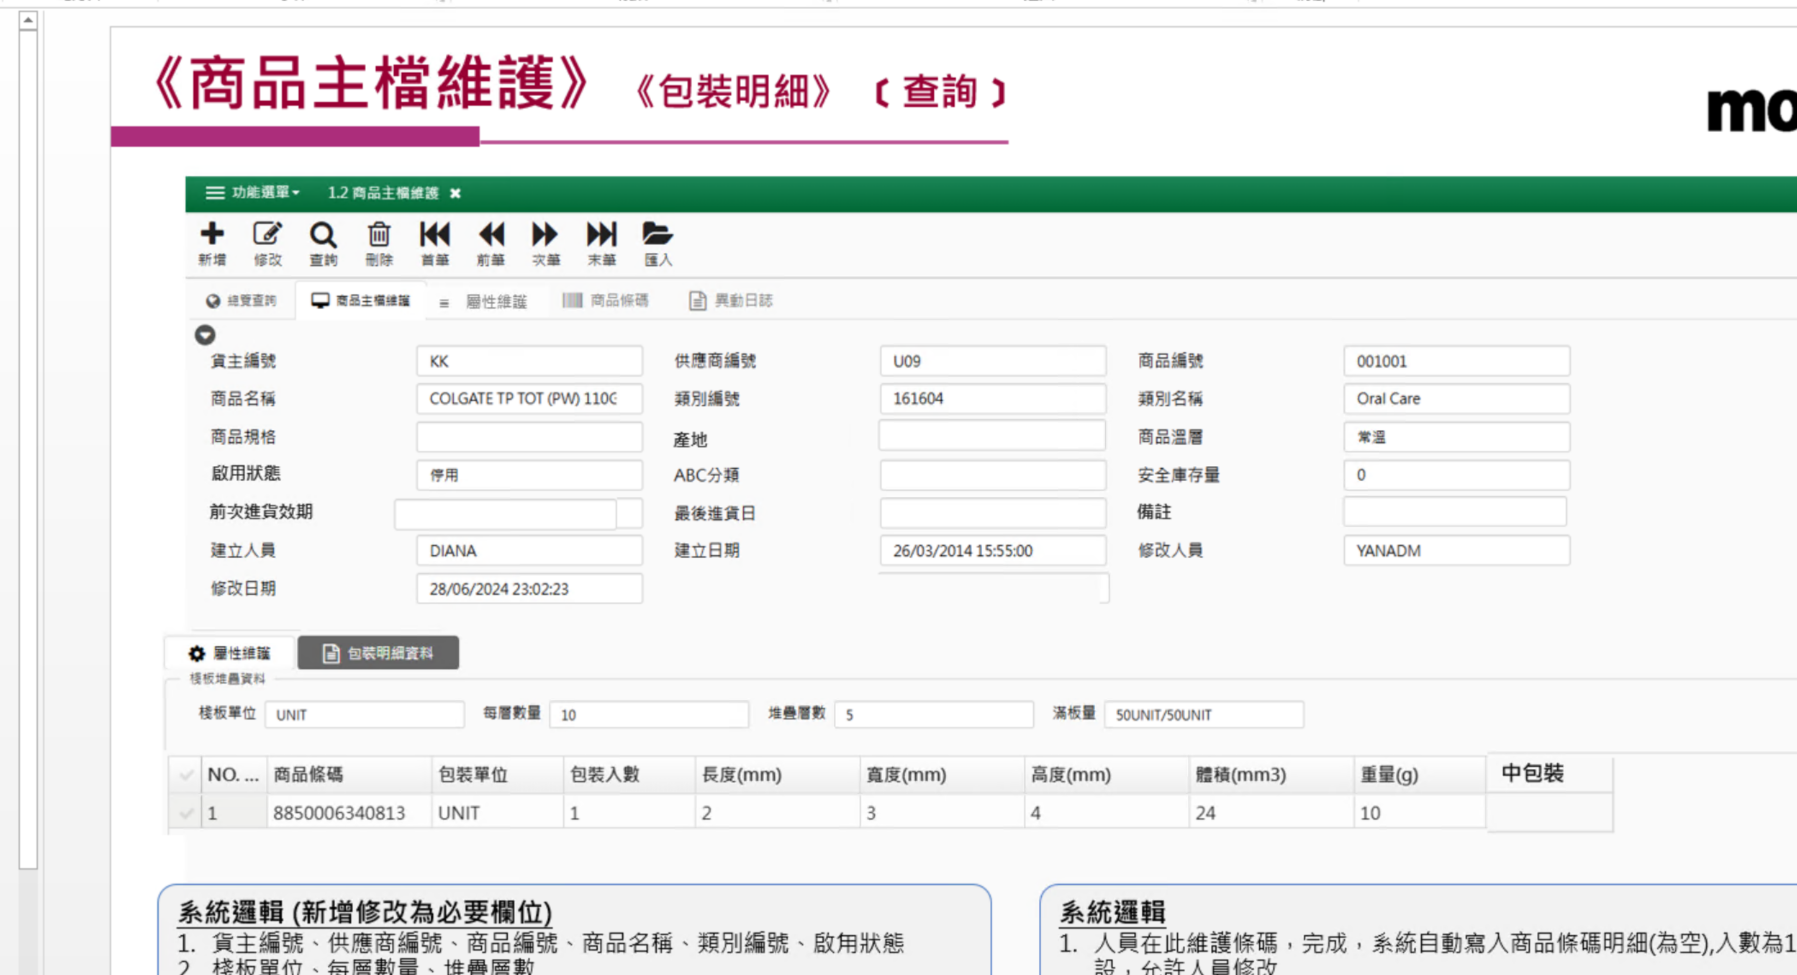 《商品主檔維護》 《包裝明細》 〔 查詢 〕
mo
功能選單 1.2 商品主檔維護
新增 修改 查詢 刪除 首筆 前筆 次筆 末筆 匯入
總覽查詢 商品主檔維護 屬性維護 商品條碼 異動日誌
貨主編號 KK 供應商編號 U09 商品編號 001001
商品名稱 COLGATE TP TOT (PW) 110G 類別編號 161604 類別名稱 Oral Care
商品規格 產地 商品溫層 常溫
啟用狀態 停用 ABC分類 安全庫存量 0
前次進貨效期 最後進貨日 備註
建立人員 DIANA 建立日期 26/03/2014 15:55:00 修改人員 YANADM
修改日期 28/06/2024 23:02:23
屬性維護 包裝明細資料
棧板堆疊資料
棧板單位 UNIT 每層數量 10 堆疊層數 5 滿板量 50UNIT/50UNIT
NO. ... 商品條碼 包裝單位 包裝入數 長度(mm) 寬度(mm) 高度(mm) 體積(mm3) 重量(g) 中包裝
1 8850006340813 UNIT 1 2 3 4 24 10
系統邏輯 (新增修改為必要欄位)
1. 貨主編號、供應商編號、商品編號、商品名稱、類別編號、啟用狀態
2. 棧板單位、每層數量、堆疊層數
系統邏輯
1. 人員在此維護條碼，完成，系統自動寫入商品條碼明細(為空),入數為1
設，允許人員修改